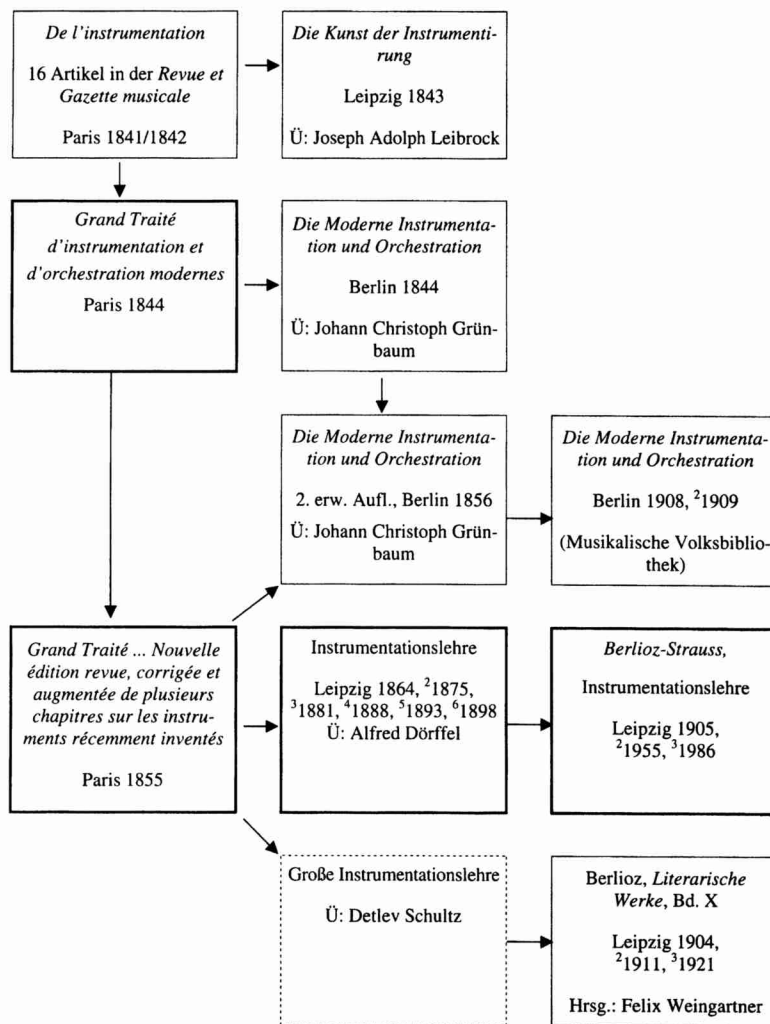 De l'instrumentation
16 Artikel in der Revue et
Gazette musicale
Paris 1841/1842
Die Kunst der Instrumenti-
rung
Leipzig 1843
Ü: Joseph Adolph Leibrock
Grand Traité
d'instrumentation et
d'orchestration modernes
Paris 1844
Die Moderne Instrumenta-
tion und Orchestration
Berlin 1844
Ü: Johann Christoph Grün-
baum
Die Moderne Instrumenta-
tion und Orchestration
2. erw. Aufl., Berlin 1856
Ü: Johann Christoph Grün-
baum
Die Moderne Instrumenta-
tion und Orchestration
Berlin 1908, ²1909
(Musikalische Volksbiblio-
thek)
Grand Traité ... Nouvelle
édition revue, corrigée et
augmentée de plusieurs
chapitres sur les instru-
ments récemment inventés
Paris 1855
Instrumentationslehre
Leipzig 1864, ²1875,
³1881, ⁴1888, ⁵1893, ⁶1898
Ü: Alfred Dörffel
Berlioz-Strauss,
Instrumentationslehre
Leipzig 1905,
²1955, ³1986
Große Instrumentationslehre
Ü: Detlev Schultz
Berlioz, Literarische
Werke, Bd. X
Leipzig 1904,
²1911, ³1921
Hrsg.: Felix Weingartner